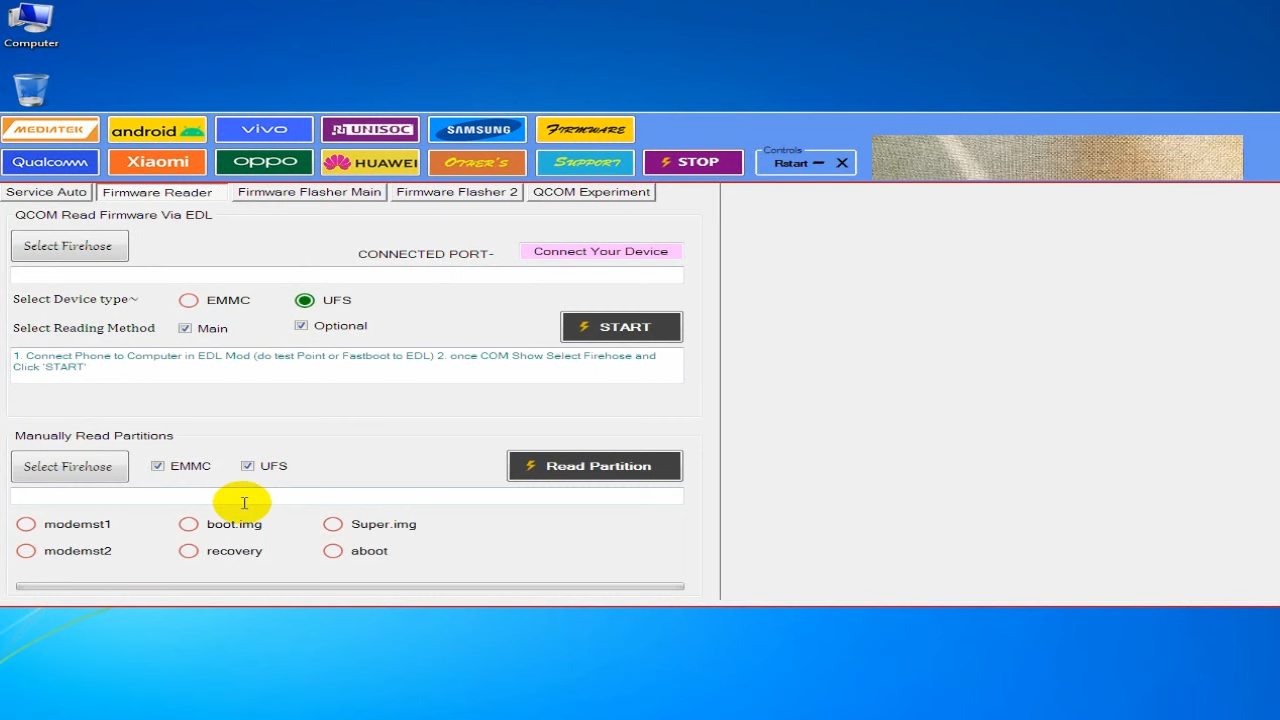 Computer
MEDIATEK android vivo UNISOC SAMSUNG FIRMWARE
Qualcomm Xiaomi oppo HUAWEI OTHER'S SUPPORT STOP
Controls
Rstart
Service Auto Firmware Reader Firmware Flasher Main Firmware Flasher 2 QCOM Experiment
QCOM Read Firmware Via EDL
Select Firehose
CONNECTED PORT- Connect Your Device
Select Device type~ EMMC UFS
Select Reading Method Main Optional START
1. Connect Phone to Computer in EDL Mod (do test Point or Fastboot to EDL) 2. once COM Show Select Firehose and
Click 'START'
Manually Read Partitions
Select Firehose EMMC UFS Read Partition
modemst1 boot.img Super.img
modemst2 recovery aboot